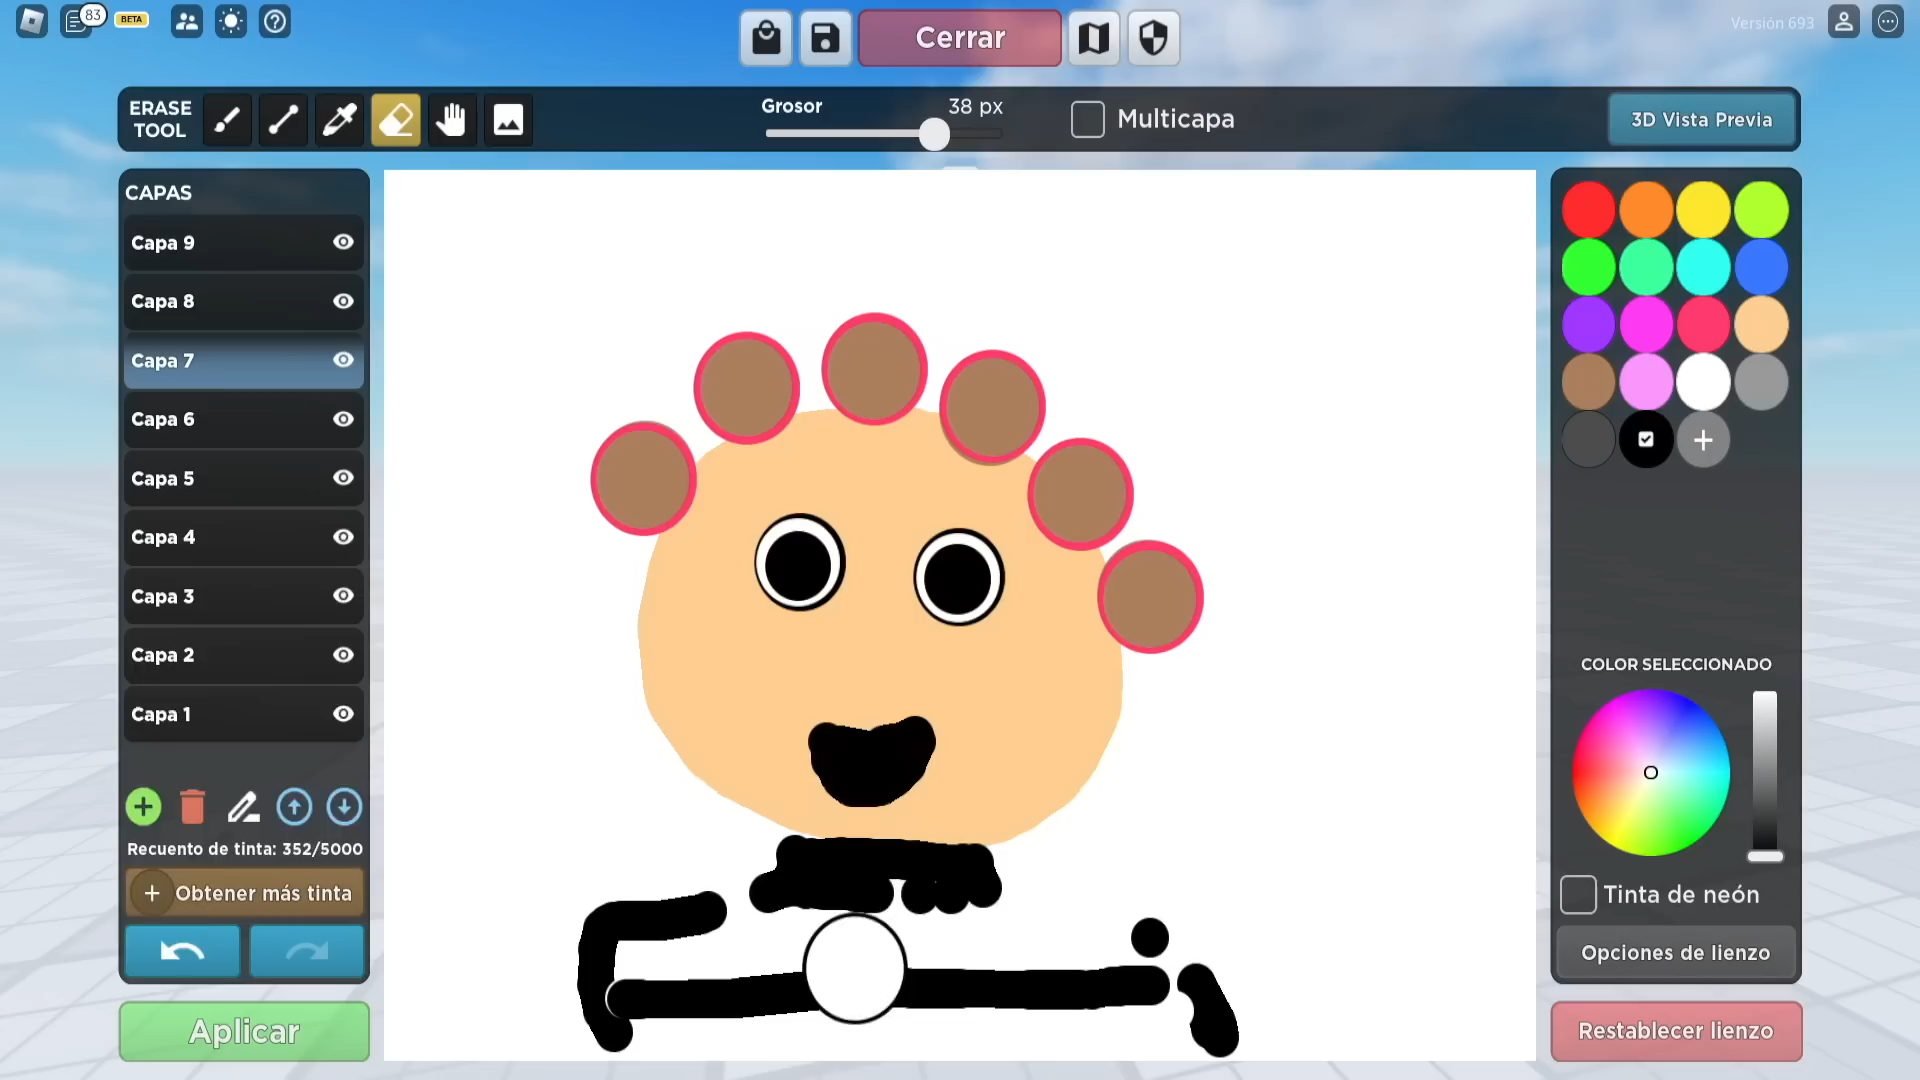 83
BETA
Cerrar
Versión 693
ERASE
TOOL
Grosor
38 px
Multicapa
3D Vista Previa
CAPAS
Capa 9
Capa 8
Capa 7
Capa 6
Capa 5
Capa 4
Capa 3
Capa 2
Capa 1
Recuento de tinta: 352/5000
+ Obtener más tinta
Aplicar
COLOR SELECCIONADO
Tinta de neón
Opciones de lienzo
Restablecer lienzo